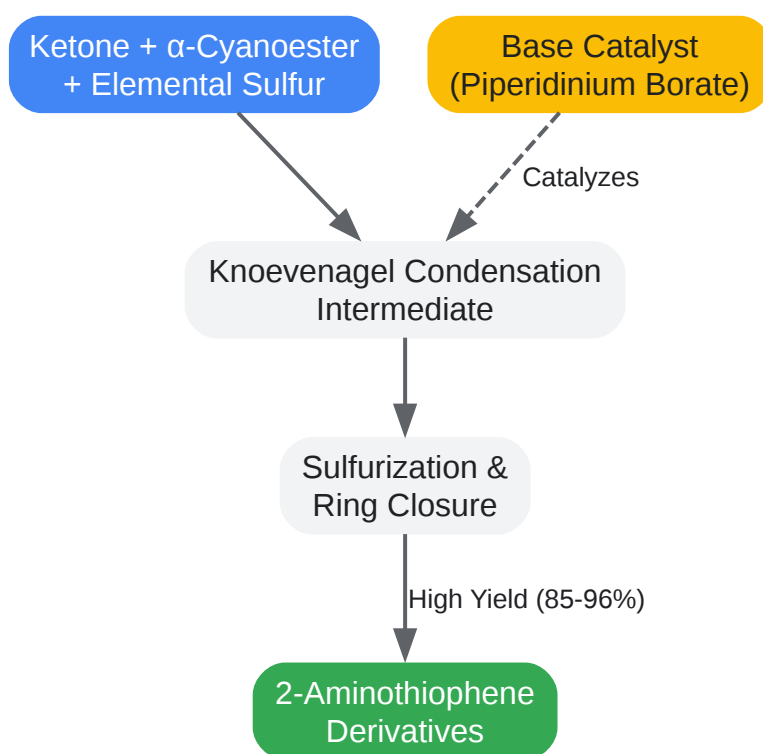 Ketone + α-Cyanoester
+ Elemental Sulfur
Base Catalyst
(Piperidinium Borate)
Catalyzes
Knoevenagel Condensation
Intermediate
Sulfurization &
Ring Closure
High Yield (85-96%)
2-Aminothiophene
Derivatives